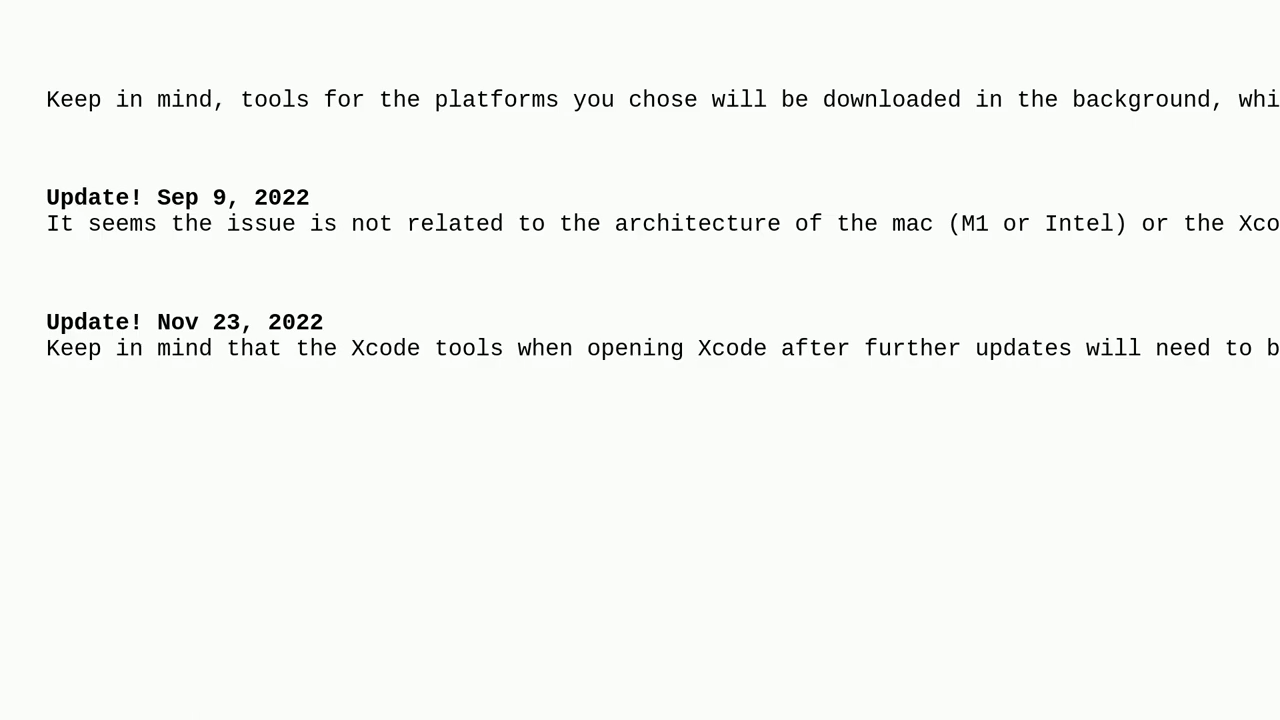 Keep in mind, tools for the platforms you chose will be downloaded in the background, whi
Update! Sep 9, 2022
It seems the issue is not related to the architecture of the mac (M1 or Intel) or the Xco
Update! Nov 23, 2022
Keep in mind that the Xcode tools when opening Xcode after further updates will need to b